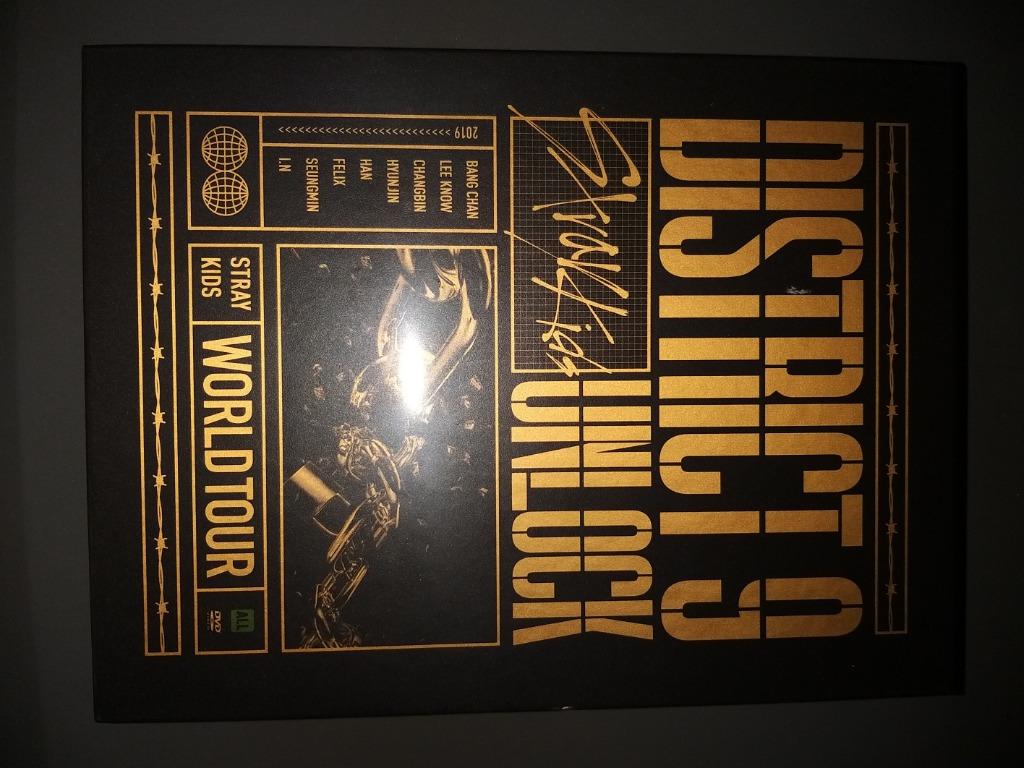 DISTRICT 9
Stray Kids
UNLOCK
2019 >>>>>>>>>>>>>>>>>>>>>>>>>>>>>>
BANG CHAN
LEE KNOW
CHANGBIN
HYUNJIN
HAN
FELIX
SEUNGMIN
I.N
STRAY
KIDS
WORLD TOUR
ALL
DVD